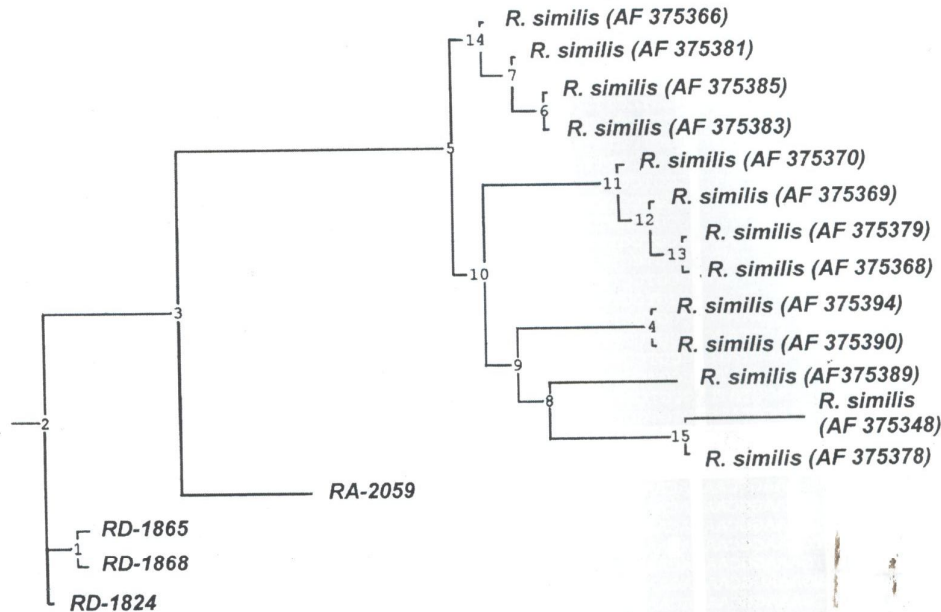 R. similis (AF 375366)
14
R. similis (AF 375381)
7
R. similis (AF 375385)
6
R. similis (AF 375383)
5
R. similis (AF 375370)
11
R. similis (AF 375369)
12
R. similis (AF 375379)
13
R. similis (AF 375368)
10
R. similis (AF 375394)
3
4
R. similis (AF 375390)
9
R. similis (AF375389)
8
R. similis
(AF 375348)
2
15
R. similis (AF 375378)
RA-2059
RD-1865
1
RD-1868
RD-1824